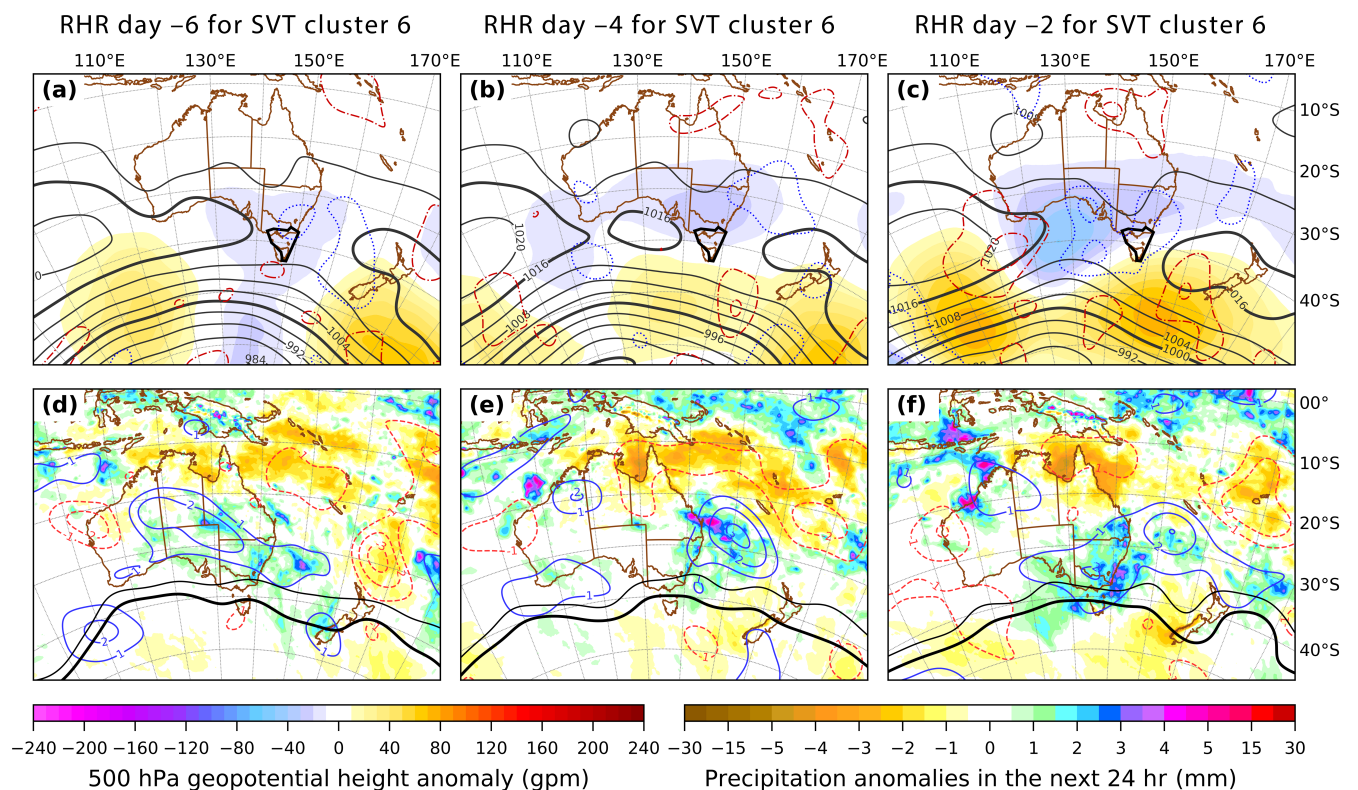 RHR day −6 for SVT cluster 6 RHR day −4 for SVT cluster 6 RHR day −2 for SVT cluster 6
110°E 130°E 150°E 170°E 110°E 130°E 150°E 170°E 110°E 130°E 150°E 170°E
(a) (b) (c)
10°S
20°S
30°S
40°S
1004
992
984
1016
1020
1016
1008
996
1020
1016
1016
1008
1004
1000
992
(d) (e) (f)
00°
10°S
20°S
30°S
40°S
−240 −200 −160 −120 −80 −40 0 40 80 120 160 200 240
500 hPa geopotential height anomaly (gpm)
−30 −15 −5 −4 −3 −2 −1 0 1 2 3 4 5 15 30
Precipitation anomalies in the next 24 hr (mm)